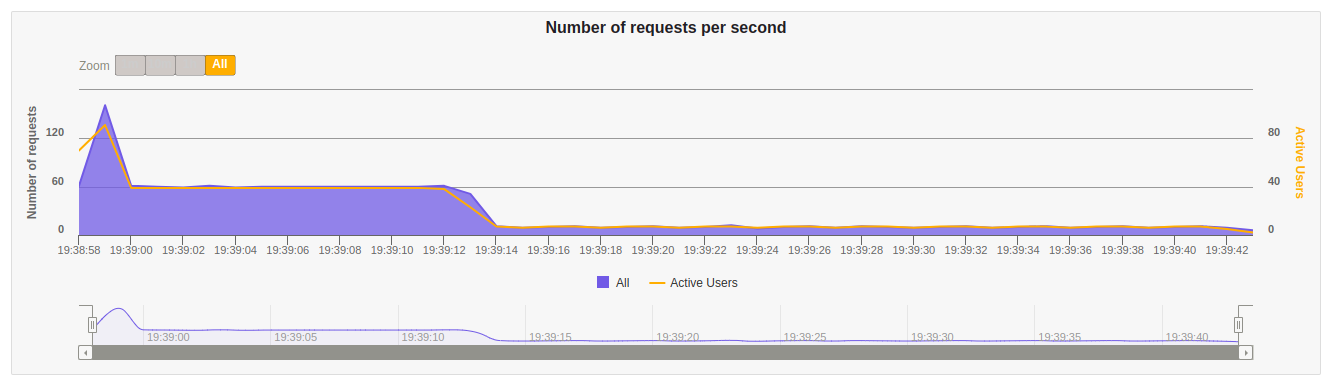 Number of requests per second
Zoom All
Number of requests
120
60
0
80
40
0
Active Users
19:38:58 19:39:00 19:39:02 19:39:04 19:39:06 19:39:08 19:39:10 19:39:12 19:39:14 19:39:16 19:39:18 19:39:20 19:39:22 19:39:24 19:39:26 19:39:28 19:39:30 19:39:32 19:39:34 19:39:36 19:39:38 19:39:40 19:39:42
All Active Users
19:39:00 19:39:05 19:39:10 19:39:15 19:39:20 19:39:25 19:39:30 19:39:35 19:39:40